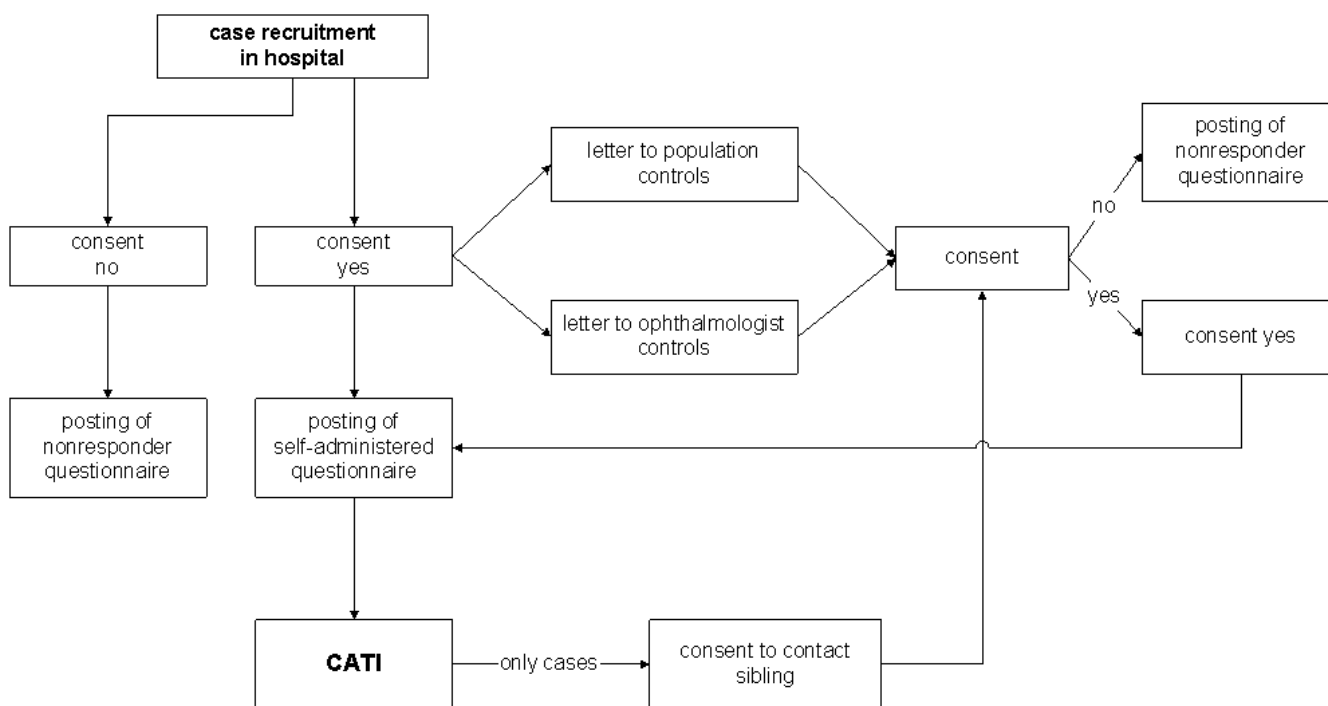 case recruitment
in hospital
letter to population
controls
posting of
nonresponder
questionnaire
no
consent
no
consent
yes
consent
yes
letter to ophthalmologist
controls
consent yes
posting of
nonresponder
questionnaire
posting of
self-administered
questionnaire
CATI
only cases
consent to contact
sibling